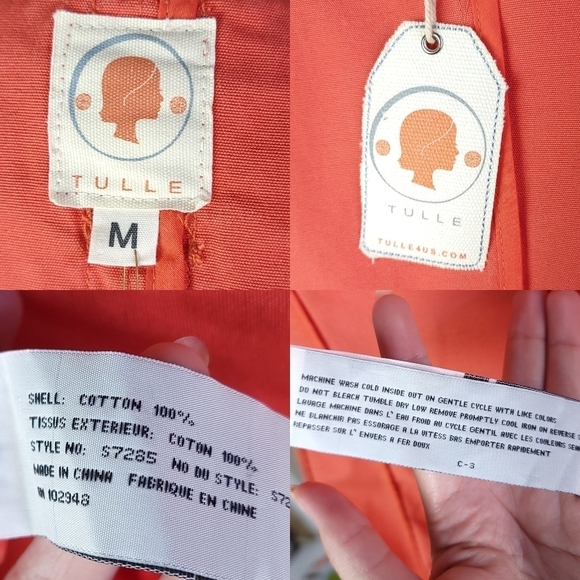 TULLE
M
TULLE
TULLE4US.COM
SHELL: COTTON 100%
TISSUS EXTERIEUR: COTON 100%
STYLE NO: S7285 NO DU STYLE: S72
MADE IN CHINA FABRIQUE EN CHINE
102948
MACHINE WASH COLD INSIDE OUT ON GENTLE CYCLE WITH LIKE COLORS
DO NOT BLEACH TUMBLE DRY LOW REMOVE PROMPTLY COOL IRON ON REVERSE
LAVAGE MACHINE DANS L'EAU FROID AU CYCLE GENTIL AVEC LES COULEURS
NE BLANCHIR PAS ESSORAGE A LA VITESS BAS EMPORTER RAPIDEMENT
REPASSER SUR L'ENVERS A FER DOUX
C-3